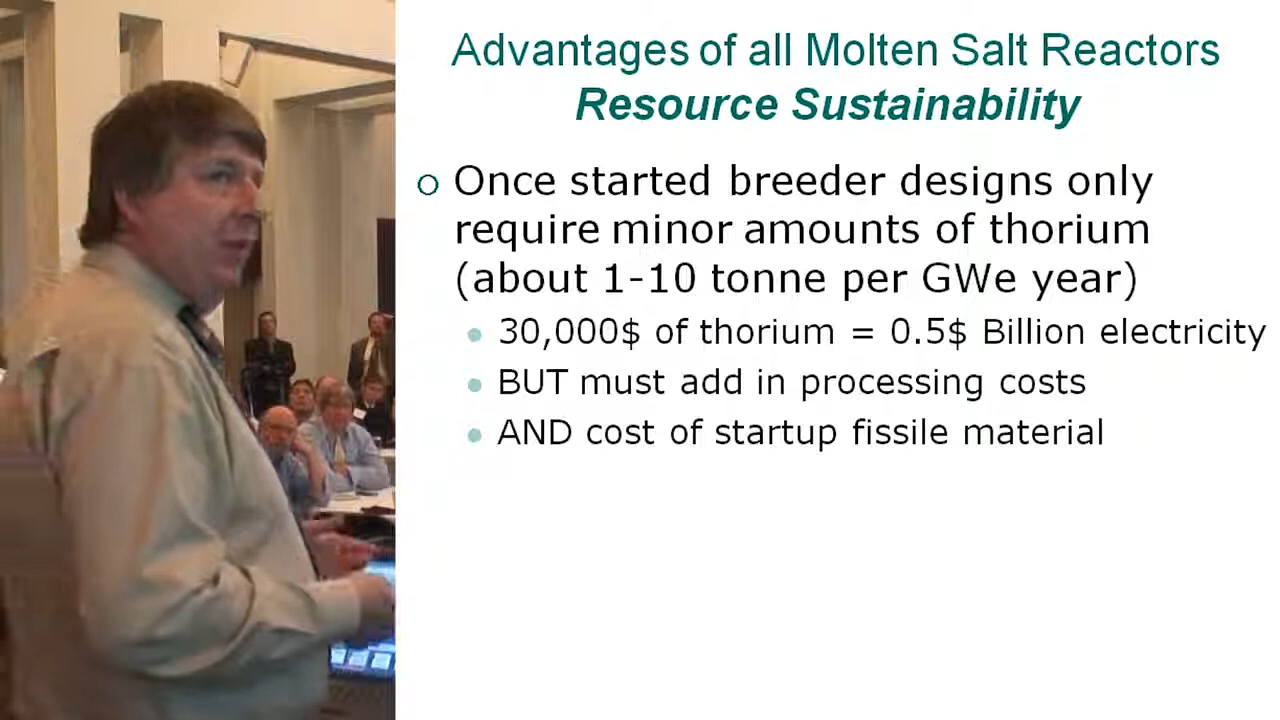 Advantages of all Molten Salt Reactors
Resource Sustainability
Once started breeder designs only
require minor amounts of thorium
(about 1-10 tonne per GWe year)
30,000$ of thorium = 0.5$ Billion electricity
BUT must add in processing costs
AND cost of startup fissile material